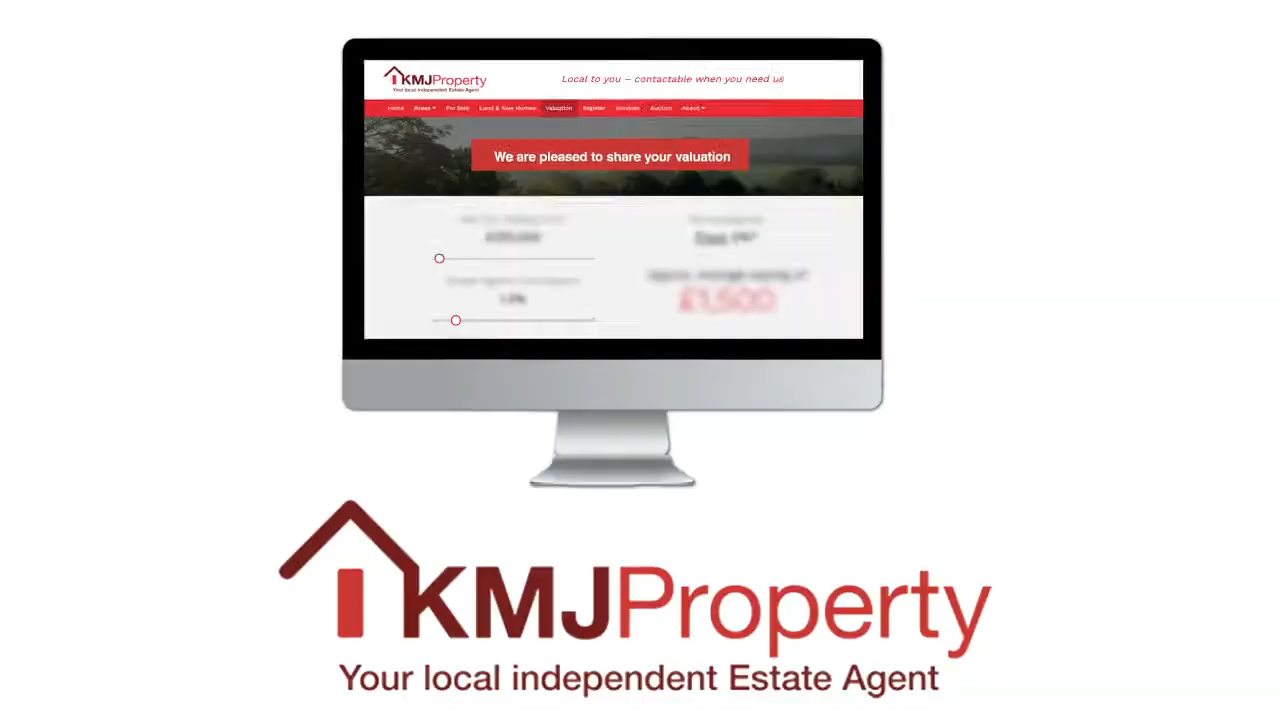 KMJProperty
Your local independent Estate Agent
Local to you – contactable when you need us
Home Areas For Sale Land & New Homes Valuation Register Services Auction About
We are pleased to share your valuation
£1,500
KMJProperty
Your local independent Estate Agent